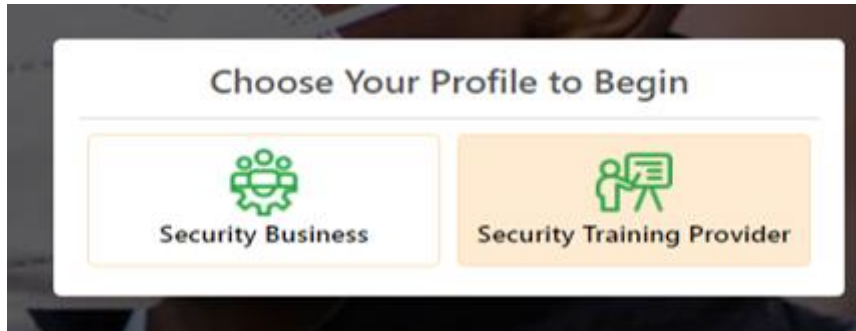 Choose Your Profile to Begin
Security Business
Security Training Provider